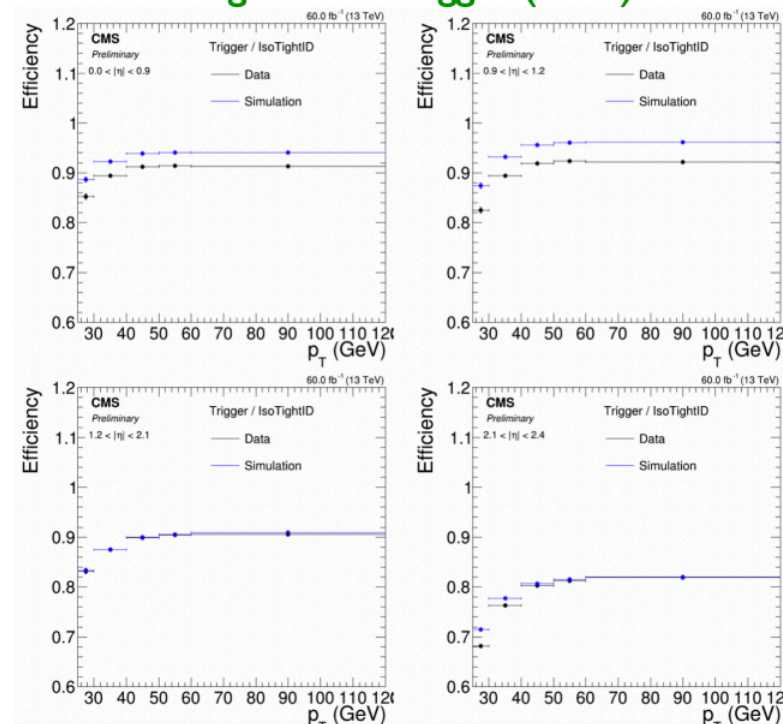 60.0 fb⁻¹ (13 TeV)
CMS
Preliminary
0.0 < |η| < 0.9
Trigger / IsoTightID
Data
Simulation
Efficiency
1.2
1.1
1
0.9
0.8
0.7
0.6
30 40 50 60 70 80 90 100 110 120
p_T (GeV)
60.0 fb⁻¹ (13 TeV)
CMS
Preliminary
0.9 < |η| < 1.2
Trigger / IsoTightID
Data
Simulation
Efficiency
1.2
1.1
1
0.9
0.8
0.7
0.6
30 40 50 60 70 80 90 100 110 120
p_T (GeV)
60.0 fb⁻¹ (13 TeV)
CMS
Preliminary
1.2 < |η| < 2.1
Trigger / IsoTightID
Data
Simulation
Efficiency
1.2
1.1
1
0.9
0.8
0.7
0.6
30 40 50 60 70 80 90 100 110 120
p_T (GeV)
60.0 fb⁻¹ (13 TeV)
CMS
Preliminary
2.1 < |η| < 2.4
Trigger / IsoTightID
Data
Simulation
Efficiency
1.2
1.1
1
0.9
0.8
0.7
0.6
30 40 50 60 70 80 90 100 110 120
p_T (GeV)